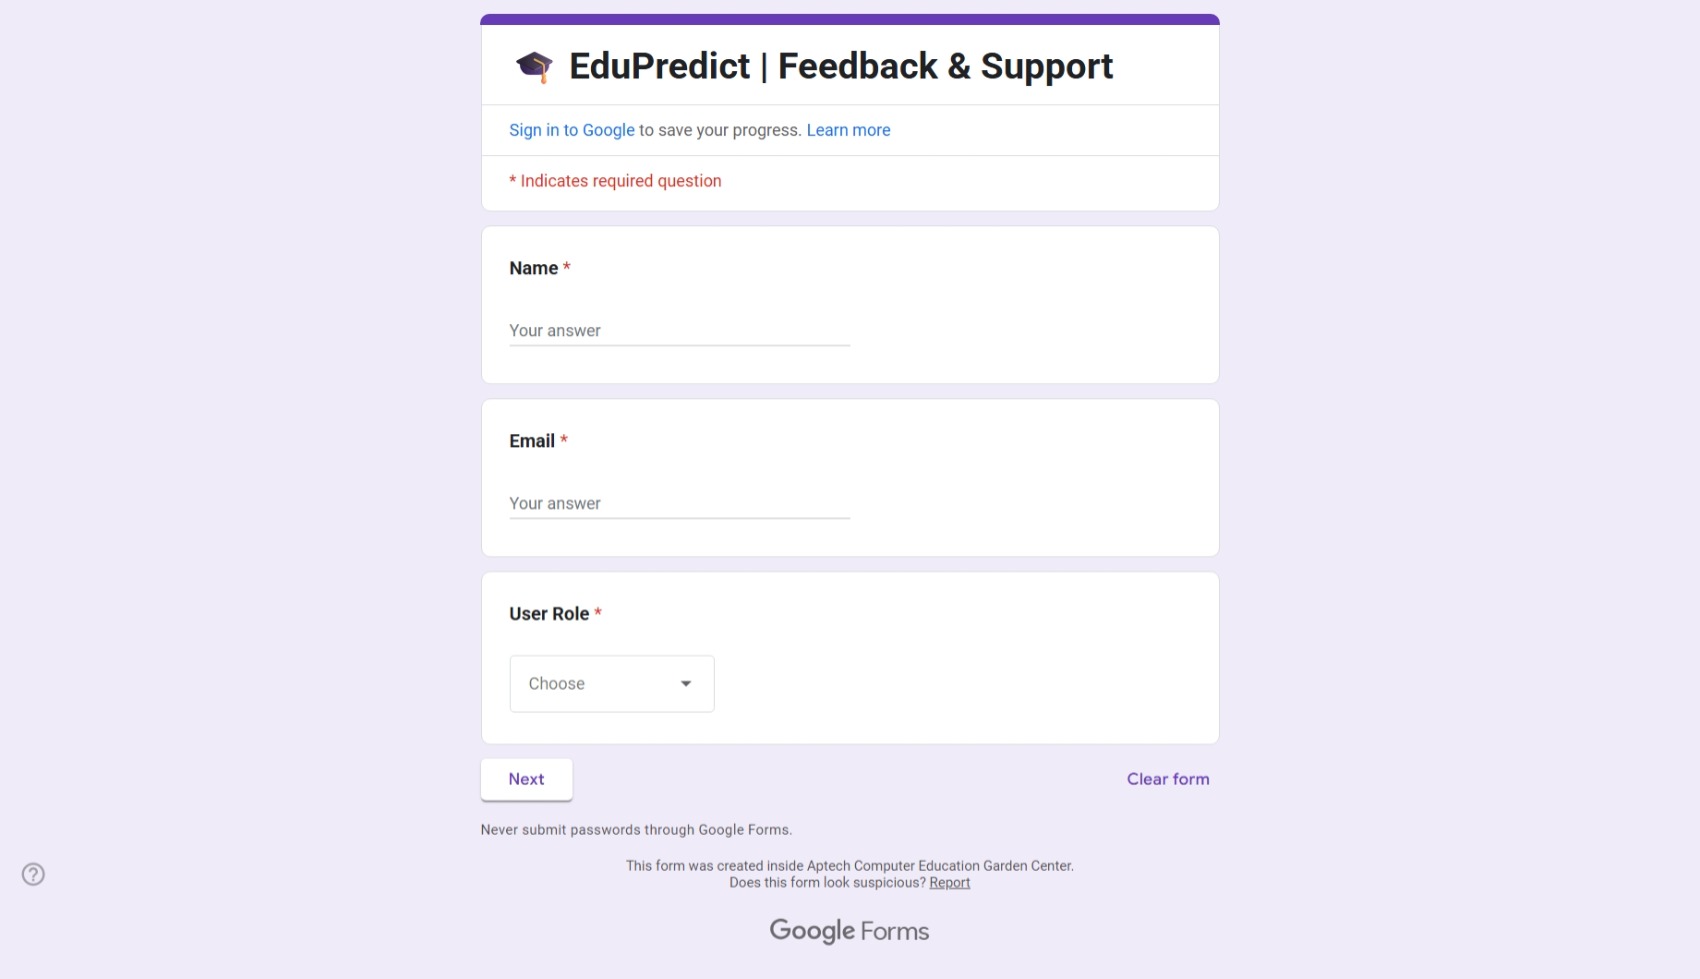 EduPredict | Feedback & Support
Sign in to Google to save your progress. Learn more
* Indicates required question
Name *
Your answer
Email *
Your answer
User Role *
Choose
Next
Clear form
Never submit passwords through Google Forms.
This form was created inside Aptech Computer Education Garden Center.
Does this form look suspicious? Report
Google Forms